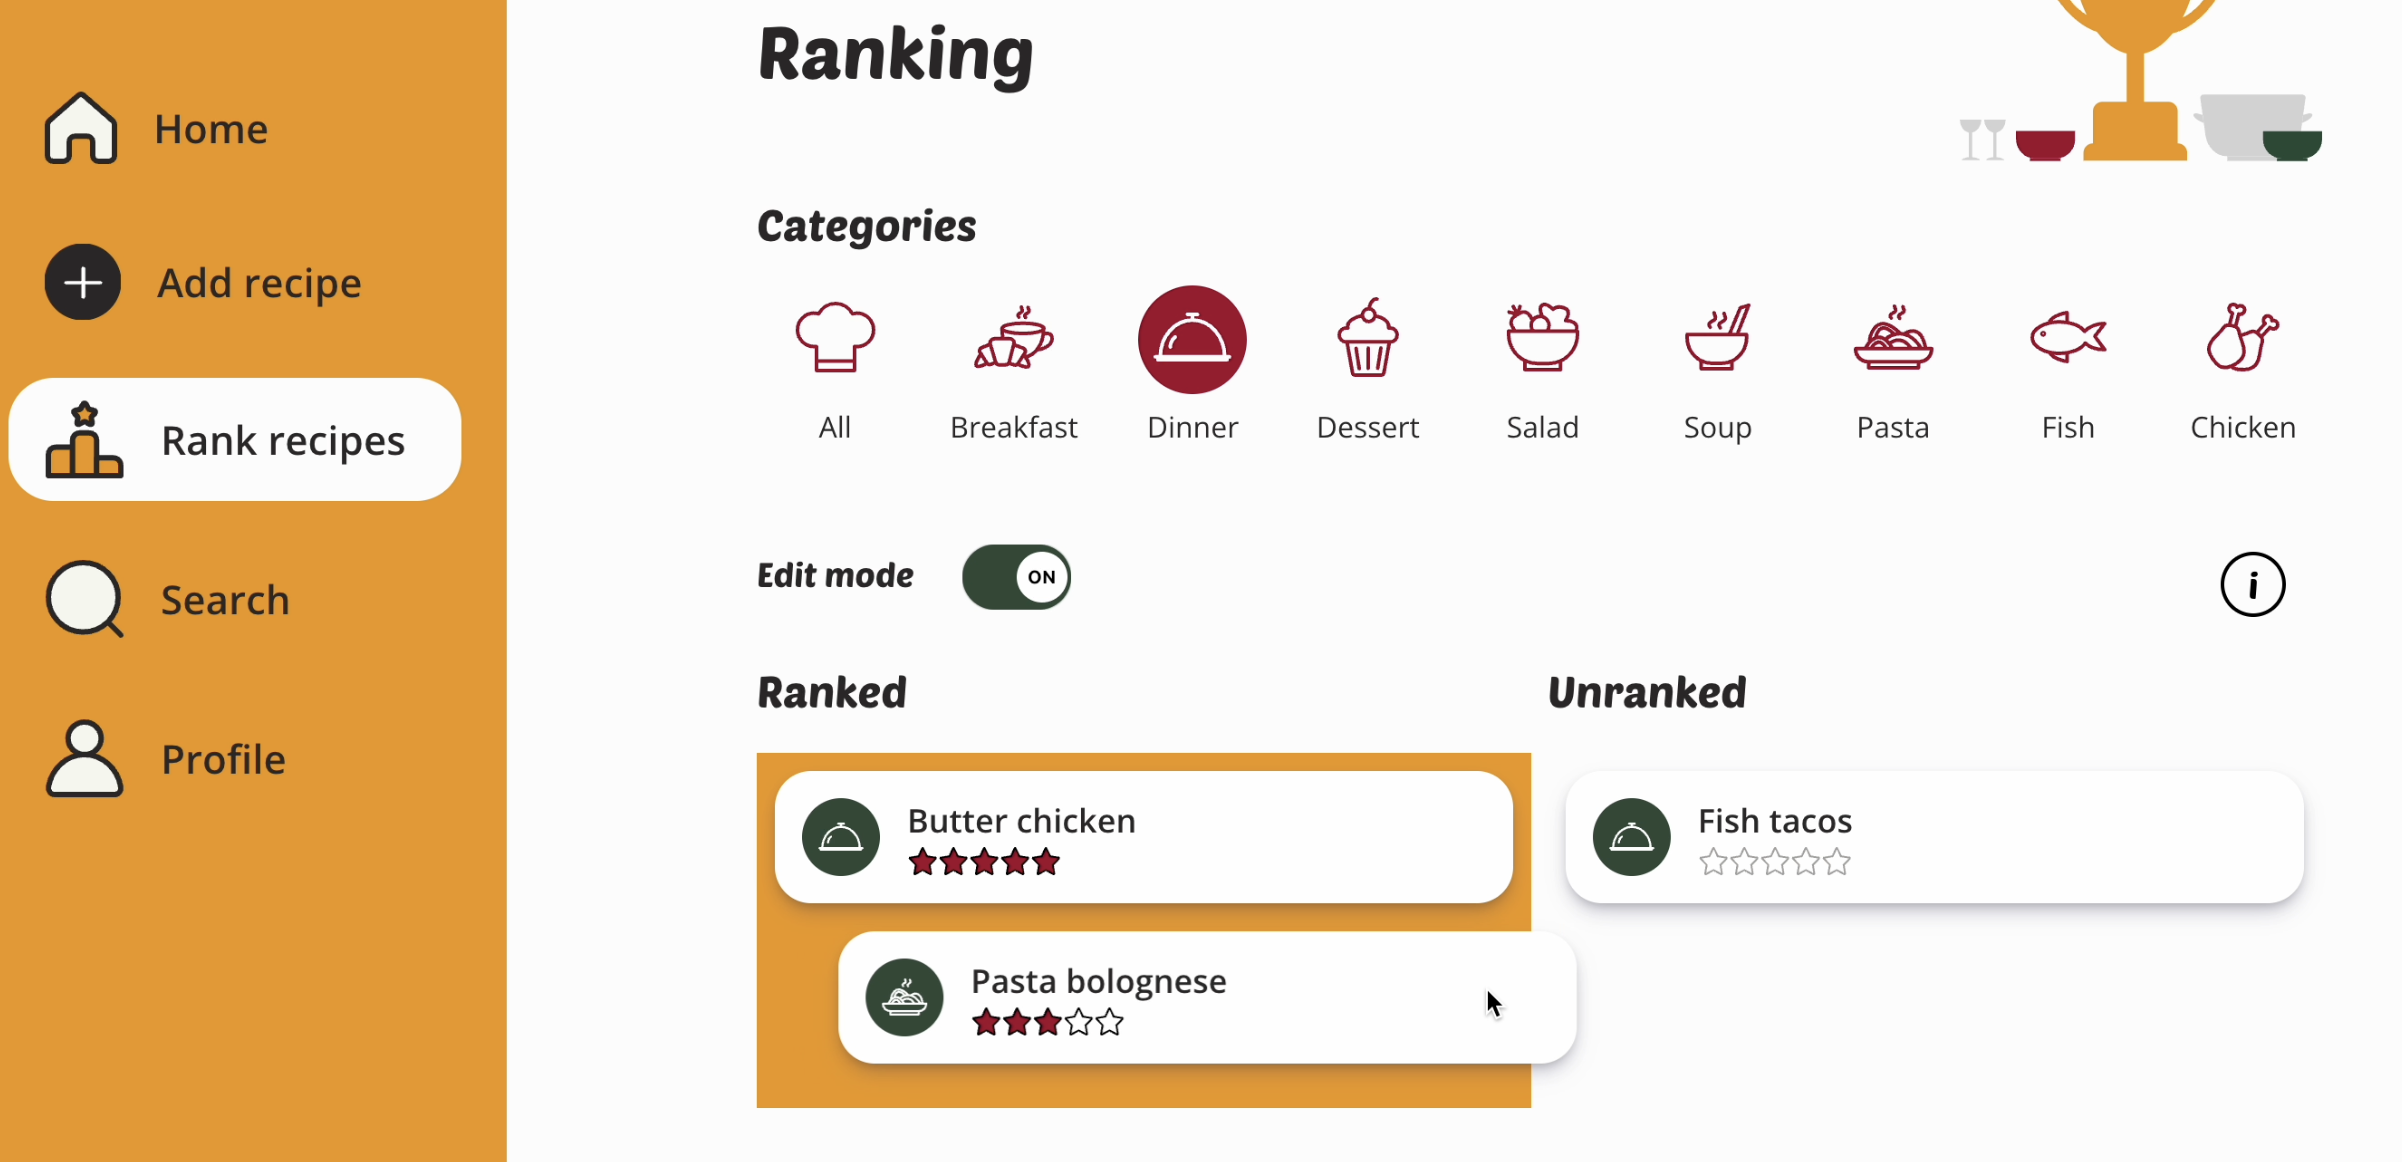 Ranking
Home
Add recipe
Rank recipes
Search
Profile
Categories
All
Breakfast
Dinner
Dessert
Salad
Soup
Pasta
Fish
Chicken
Edit mode
ON
i
Ranked
Unranked
Butter chicken
Fish tacos
Pasta bolognese